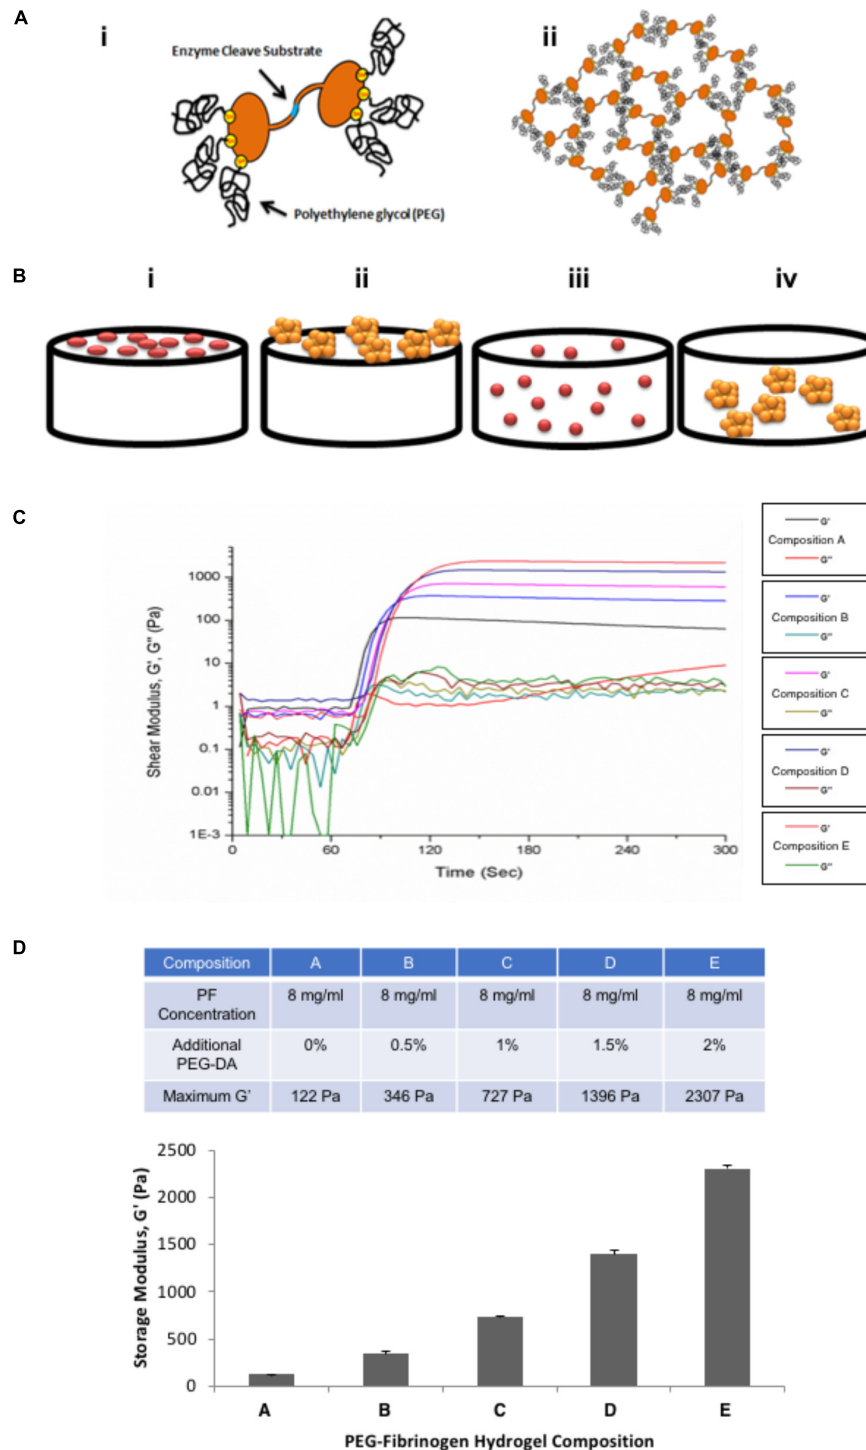 A
i
ii
Enzyme Cleave Substrate
Polyethylene glycol (PEG)
B
i
ii
iii
iv
C
Shear Modulus, G', G" (Pa)
1000
100
10
1
0.1
0.01
1E-3
0
60
120
180
240
300
Time (Sec)
G'
Composition A
G"
G'
Composition B
G"
G'
Composition C
G"
G'
Composition D
G"
G'
Composition E
G"
D
Composition A B C D E
PF Concentration 8 mg/ml 8 mg/ml 8 mg/ml 8 mg/ml 8 mg/ml
Additional PEG-DA 0% 0.5% 1% 1.5% 2%
Maximum G' 122 Pa 346 Pa 727 Pa 1396 Pa 2307 Pa
Storage Modulus, G' (Pa)
2500
2000
1500
1000
500
0
A B C D E
PEG-Fibrinogen Hydrogel Composition